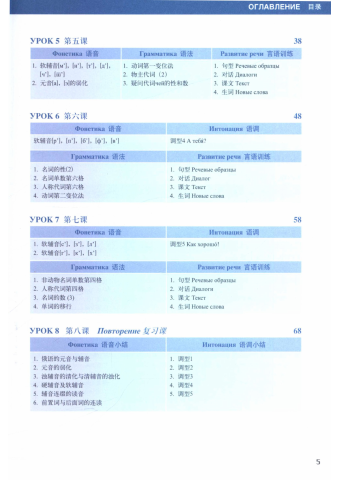 ОГЛАВЛЕНИЕ 目录
УРОК 5 第五课 38
Фонетика 语音 Грамматика 语法 Развитие речи 言语训练
2. 元音[а], [э]的弱化
1. 动词第一变位法
2. 物主代词（2）
3. 疑问代词чей的性和数
1. 句型 Речевые образцы
2. 对话 Диалоги
3. 课文 Текст
4. 生词 Новые слова
УРОК 6 第六课 48
Фонетика 语音 Интонация 语调
软辅音[р'], [п'], [б'], [ф'], [в'] 调型4 А тебя?
Грамматика 语法 Развитие речи 言语训练
1. 名词的性(2) 1. 句型 Речевые образцы
2. 名词单数第六格 2. 对话 Диалог
3. 人称代词第六格 3. 课文 Текст
4. 动词第二变位法 4. 生词 Новые слова
УРОК 7 第七课 58
Фонетика 语音 Интонация 语调
1. 软辅音 调型5 Как хорошо!
2. 软辅音
Грамматика 语法 Развитие речи 言语训练
1. 非动物名词单数第四格 1. 句型 Речевые образцы
2. 人称代词第四格 2. 对话 Диалоги
3. 名词的数 (3) 3. 课文 Текст
4. 单词的移行 4. 生词 Новые слова
УРОК 8 第八课 Повторение 复习课 68
Фонетика 语音小结 Интонация 语调小结
1. 俄语的元音与辅音 1. 调型1
2. 元音的弱化 2. 调型2
3. 浊辅音的清化与清辅音的浊化 3. 调型3
4. 硬辅音及软辅音 4. 调型4
5. 辅音连缀的读音 5. 调型5
6. 前置词与后面词的连读
5